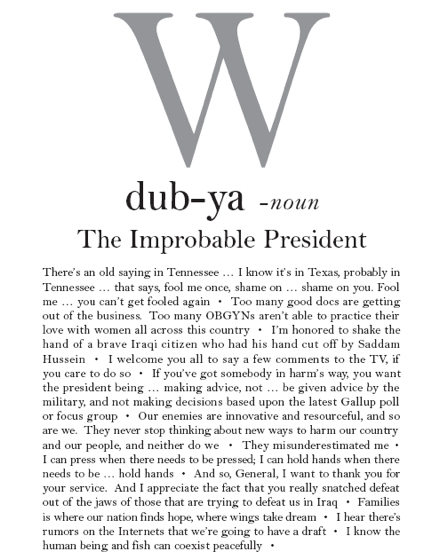 W
dub-ya -noun
The Improbable President
There's an old saying in Tennessee ... I know it's in Texas, probably in
Tennessee ... that says, fool me once, shame on ... shame on you. Fool
me ... you can't get fooled again • Too many good docs are getting
out of the business. Too many OBGYNs aren't able to practice their
love with women all across this country • I'm honored to shake the
hand of a brave Iraqi citizen who had his hand cut off by Saddam
Hussein • I welcome you all to say a few comments to the TV, if
you care to do so • If you've got somebody in harm's way, you want
the president being ... making advice, not ... be given advice by the
military, and not making decisions based upon the latest Gallup poll
or focus group • Our enemies are innovative and resourceful, and so
are we. They never stop thinking about new ways to harm our country
and our people, and neither do we • They misunderestimated me •
I can press when there needs to be pressed; I can hold hands when there
needs to be ... hold hands • And so, General, I want to thank you for
your service. And I appreciate the fact that you really snatched defeat
out of the jaws of those that are trying to defeat us in Iraq • Families
is where our nation finds hope, where wings take dream • I hear there's
rumors on the Internets that we're going to have a draft • I know the
human being and fish can coexist peacefully •